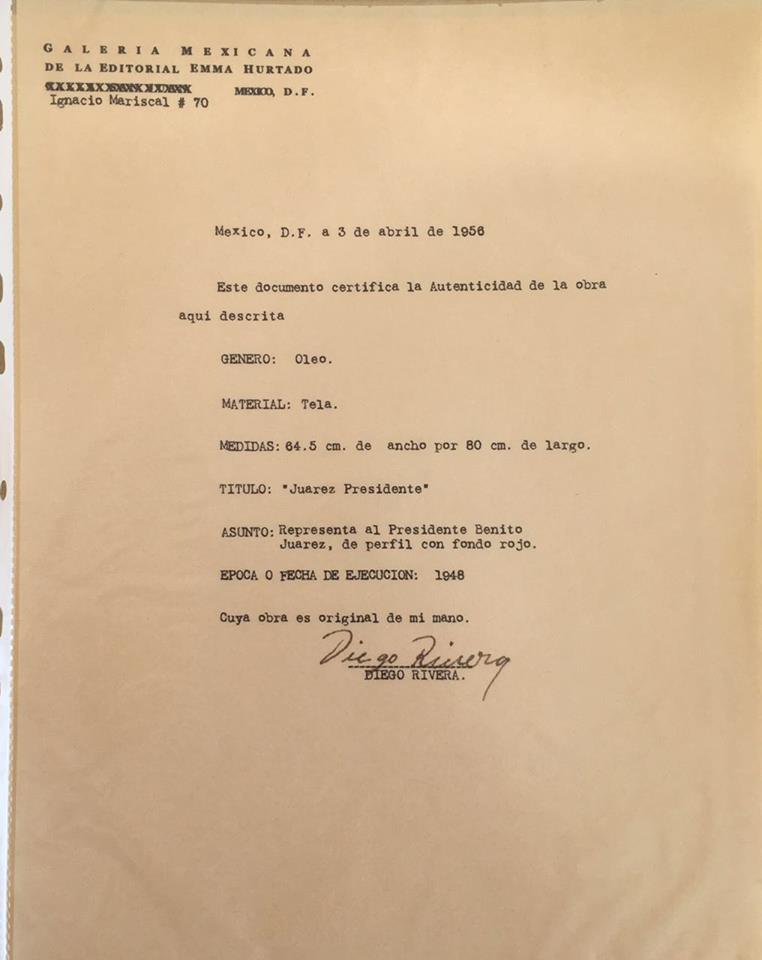 GALERIA MEXICANA
DE LA EDITORIAL EMMA HURTADO
MEXICO, D.F.
Ignacio Mariscal # 70
Mexico, D.F. a 3 de abril de 1956
Este documento certifica la Autenticidad de la obra
aqui descrita
GENERO: Oleo.
MATERIAL: Tela.
MEDIDAS: 64.5 cm. de ancho por 80 cm. de largo.
TITULO: "Juarez Presidente"
ASUNTO: Representa al Presidente Benito
Juarez, de perfil con fondo rojo.
EPOCA O FECHA DE EJECUCION: 1948
Cuya obra es original de mi mano.
Diego Rivera
DIEGO RIVERA.